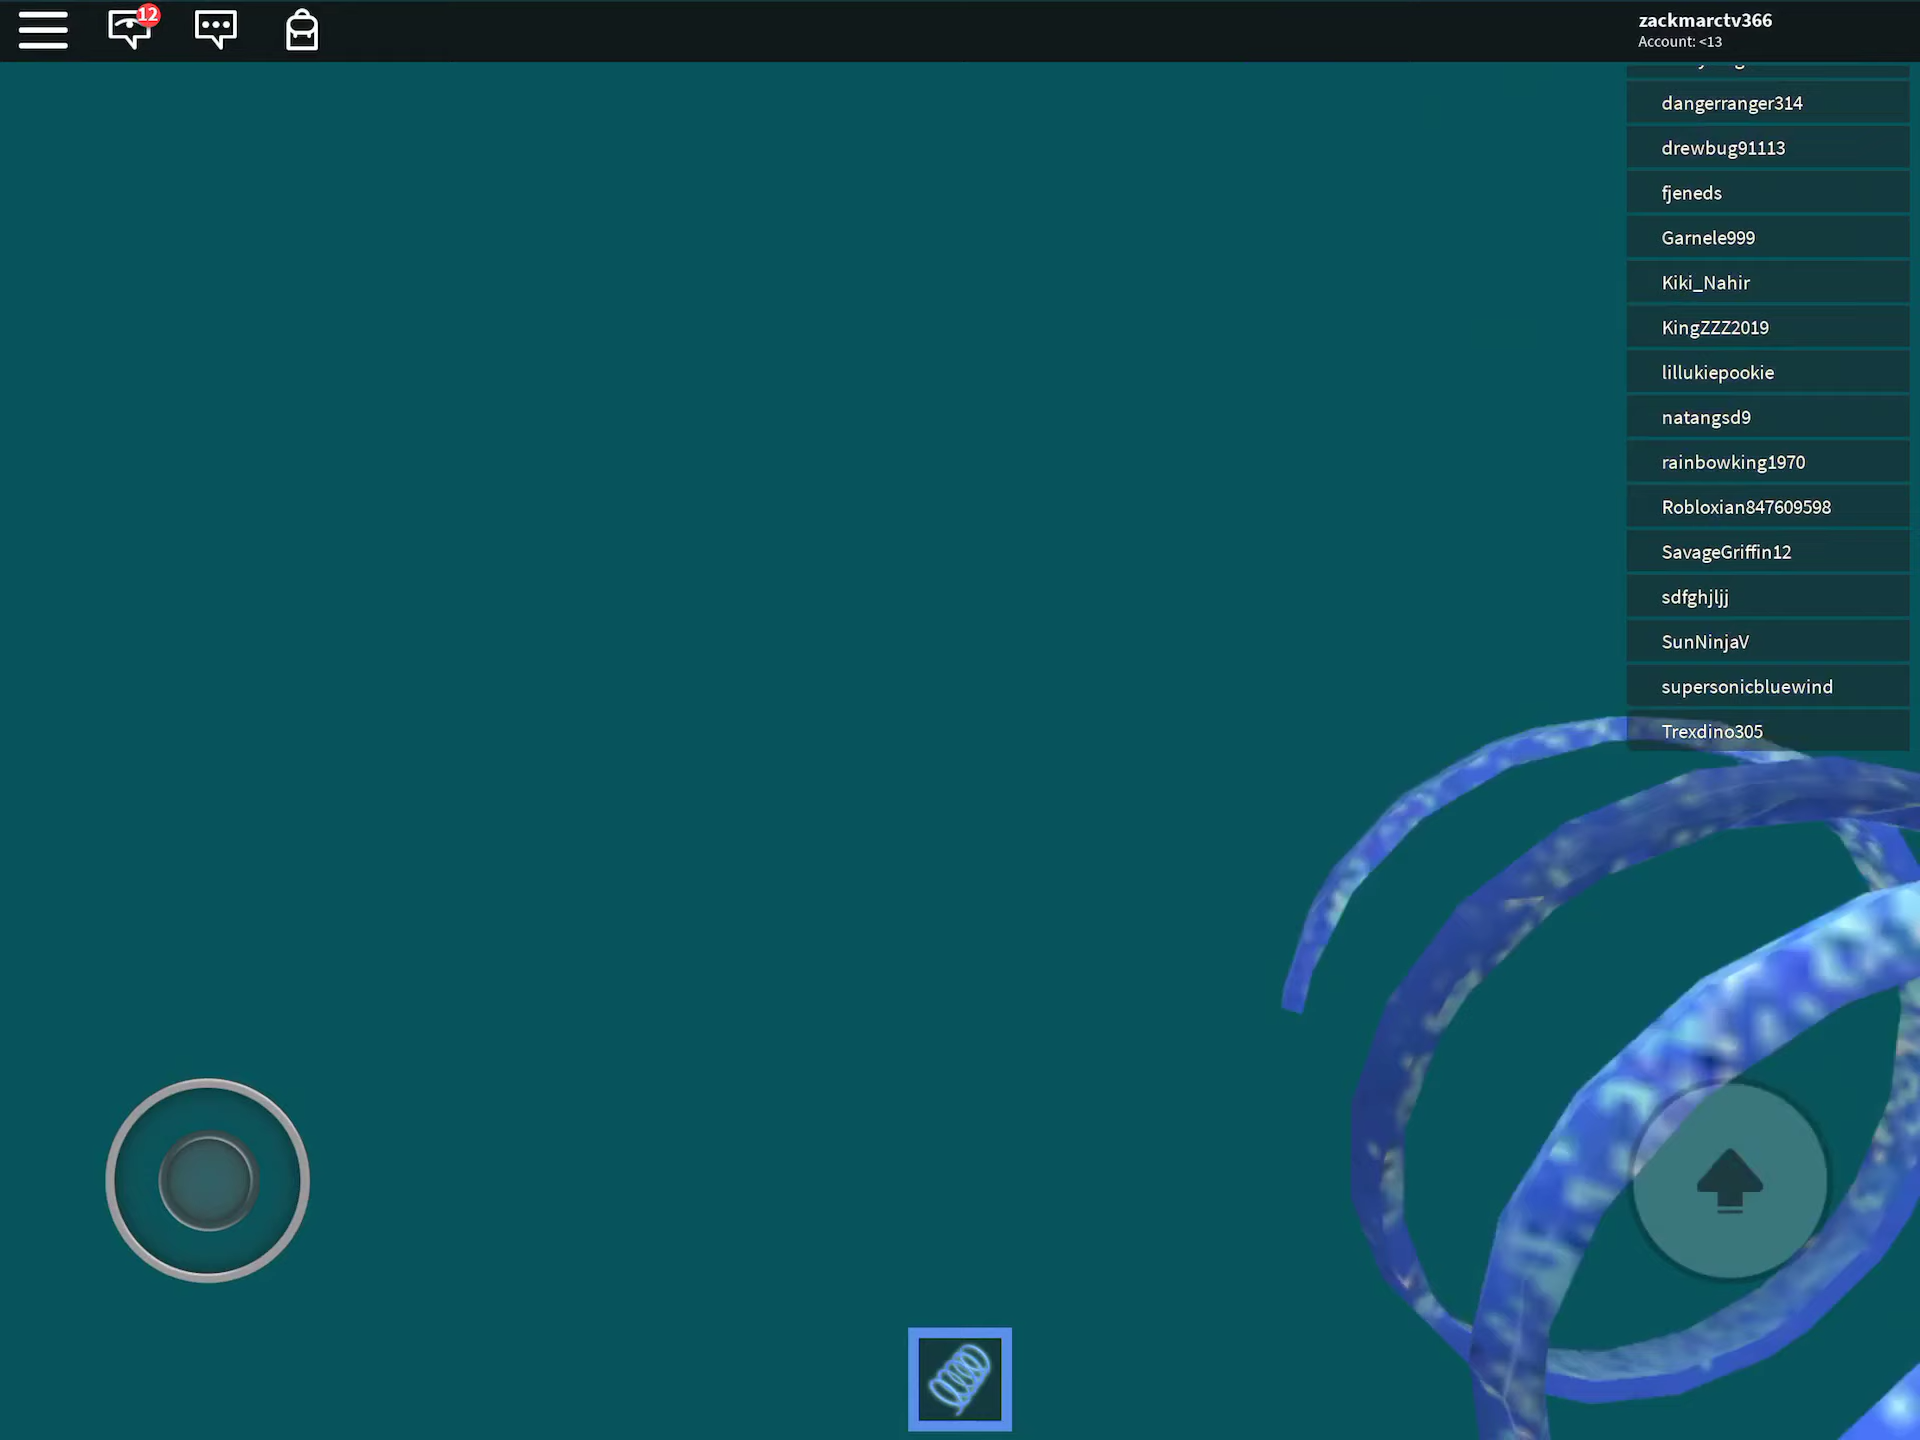 12
zackmarctv366
Account: <13
dangerranger314
drewbug91113
fjeneds
Garnele999
Kiki_Nahir
KingZZZ2019
lillukiepookie
natangsd9
rainbowking1970
Robloxian847609598
SavageGriffin12
sdfghjljj
SunNinjaV
supersonicbluewind
Trexdino305